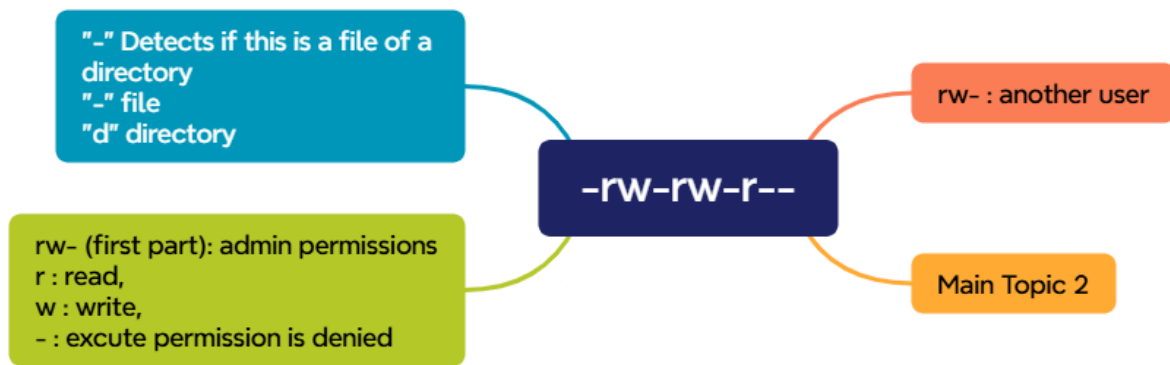 "-" Detects if this is a file of a
directory
"-" file
"d" directory
rw- : another user
-rw-rw-r--
rw- (first part): admin permissions
r : read,
w : write,
- : excute permission is denied
Main Topic 2